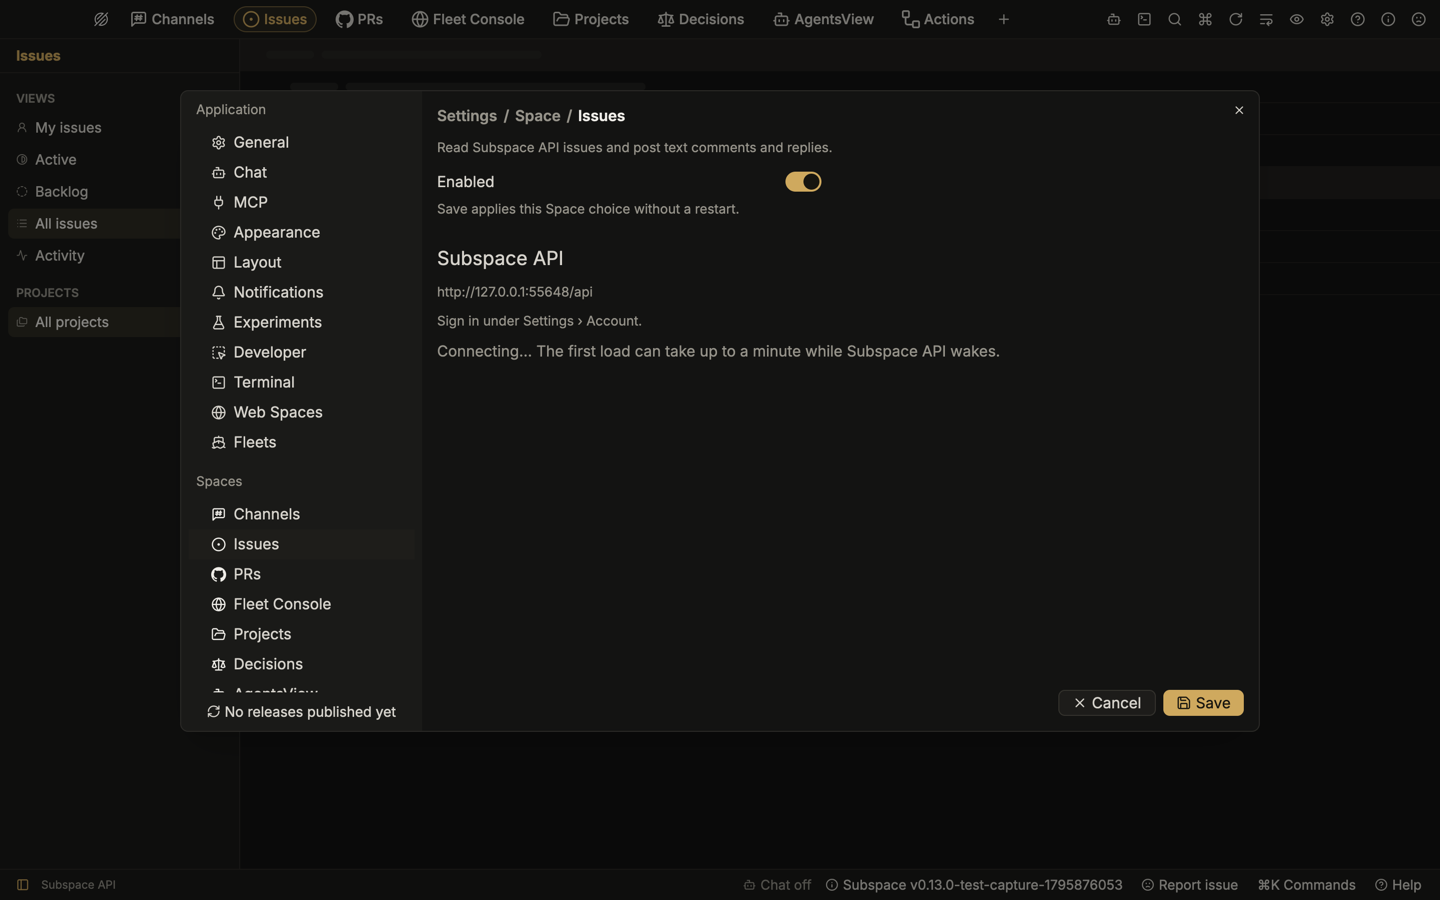 Channels
Issues
PRs
Fleet Console
Projects
Decisions
AgentsView
Actions
Issues
VIEWS
My issues
Active
Backlog
All issues
Activity
PROJECTS
All projects
Application
General
Chat
MCP
Appearance
Layout
Notifications
Experiments
Developer
Terminal
Web Spaces
Fleets
Spaces
Channels
Issues
PRs
Fleet Console
Projects
Decisions
AgentsView
No releases published yet
Settings / Space / Issues
Read Subspace API issues and post text comments and replies.
Enabled
Save applies this Space choice without a restart.
Subspace API
http://127.0.0.1:55648/api
Sign in under Settings › Account.
Connecting... The first load can take up to a minute while Subspace API wakes.
Cancel
Save
Subspace API
Chat off
Subspace v0.13.0-test-capture-1795876053
Report issue
⌘K Commands
Help